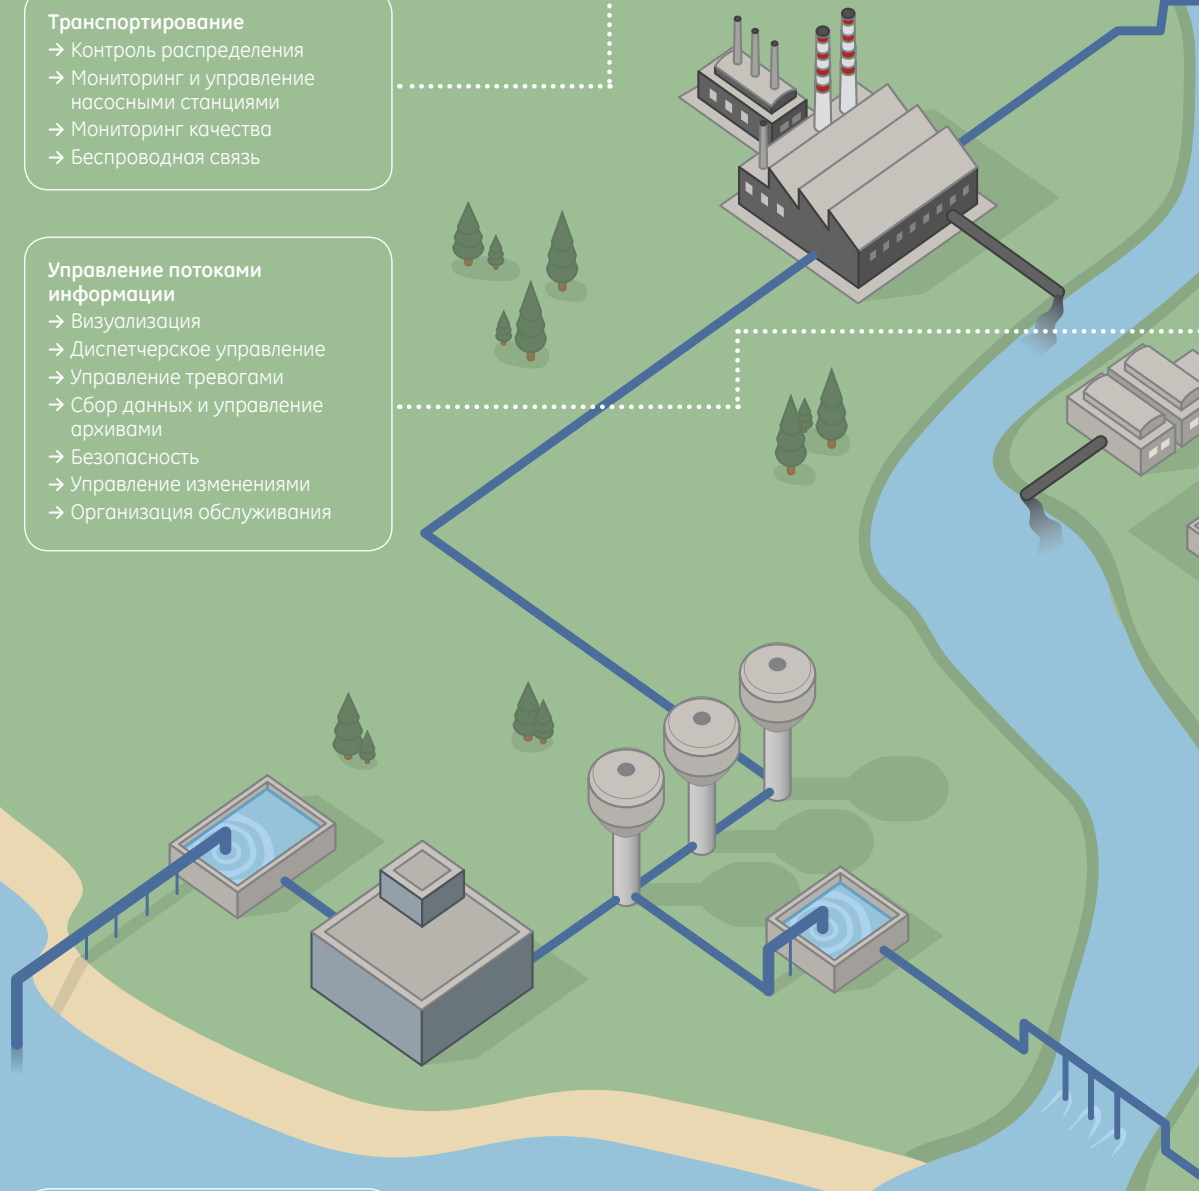 Транспортирование
→ Контроль распределения
→ Мониторинг и управление
насосными станциями
→ Мониторинг качества
→ Беспроводная связь
Управление потоками
информации
→ Визуализация
→ Диспетчерское управление
→ Управление тревогами
→ Сбор данных и управление
архивами
→ Безопасность
→ Управление изменениями
→ Организация обслуживания